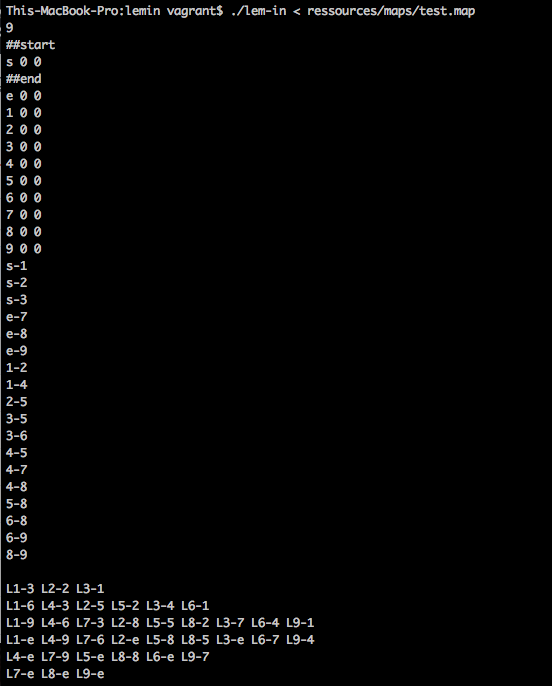 This-MacBook-Pro:lemin vagrant$ ./lem-in < ressources/maps/test.map
9
##start
s 0 0
##end
e 0 0
1 0 0
2 0 0
3 0 0
4 0 0
5 0 0
6 0 0
7 0 0
8 0 0
9 0 0
s-1
s-2
s-3
e-7
e-8
e-9
1-2
1-4
2-5
3-5
3-6
4-5
4-7
4-8
5-8
6-8
6-9
8-9
L1-3 L2-2 L3-1
L1-6 L4-3 L2-5 L5-2 L3-4 L6-1
L1-9 L4-6 L7-3 L2-8 L5-5 L8-2 L3-7 L6-4 L9-1
L1-e L4-9 L7-6 L2-e L5-8 L8-5 L3-e L6-7 L9-4
L4-e L7-9 L5-e L8-8 L6-e L9-7
L7-e L8-e L9-e